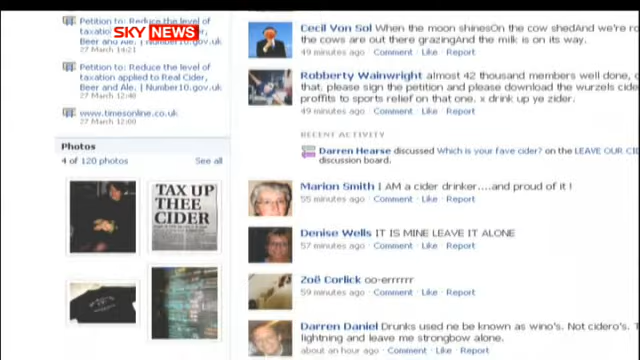 Petition to: Reduce the level of
taxation
Beer and Ale. | Number10.gov.uk
27 March 14:21
Petition to: Reduce the level of
taxation applied to Real Cider,
Beer and Ale. | Number10.gov.uk
27 March 12:48
www.timesonline.co.uk
27 March 12:08
SKY NEWS
Photos
4 of 120 photos See all
TAX UP
THEE
CIDER
Cecil Von Sol When the moon shinesOn the cow shedAnd we're ro
the cows are out there grazingAnd the milk is on its way.
49 minutes ago · Comment · Like · Report
Robberty Wainwright almost 42 thousand members well done, c
that. please sign the petition and please download the wurzels cide
proffits to sports relief on that one. x drink up ye zider.
49 minutes ago · Comment · Like · Report
RECENT ACTIVITY
Darren Hearse discussed Which is your fave cider? on the LEAVE OUR CID
discussion board.
Marion Smith I AM a cider drinker....and proud of it !
55 minutes ago · Comment · Like · Report
Denise Wells IT IS MINE LEAVE IT ALONE
57 minutes ago · Comment · Like · Report
Zoë Corlick oo-errrrrr
59 minutes ago · Comment · Like · Report
Darren Daniel Drunks used ne be known as wino's. Not cidero's. T
lightning and leave me strongbow alone.
about an hour ago · Comment · Like · Report